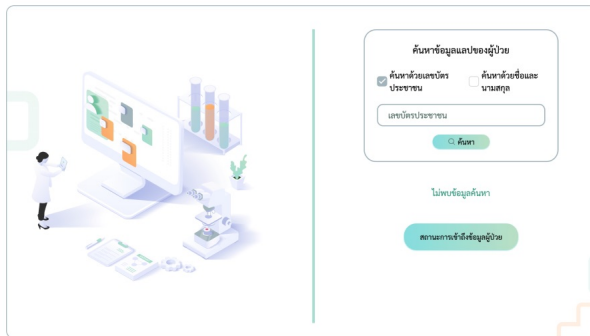 ค้นหาข้อมูลแลปของผู้ป่วย
ค้นหาด้วยเลขบัตร
ประชาชน
ค้นหาด้วยชื่อและ
นามสกุล
เลขบัตรประชาชน
ค้นหา
ไม่พบข้อมูลค้นหา
สถานะการเข้าถึงข้อมูลผู้ป่วย